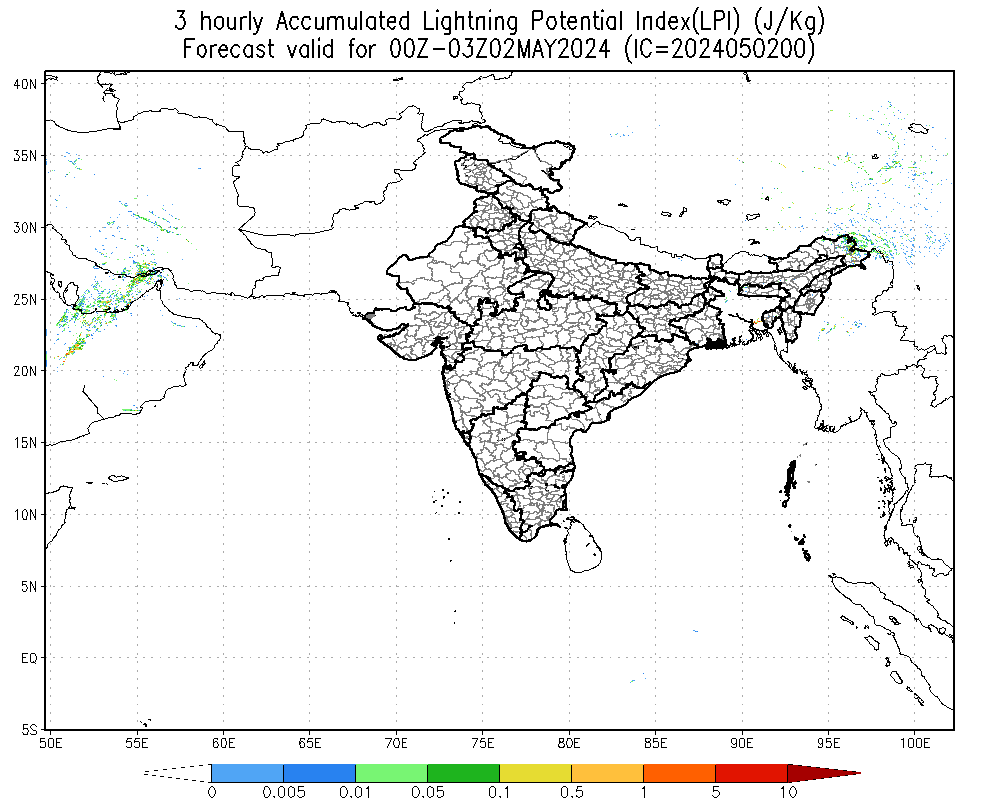 3 hourly Accumulated Lightning Potential Index(LPI) (J/Kg)
Forecast valid for 00Z-03Z02MAY2024 (IC=2024050200)
40N
35N
30N
25N
20N
15N
10N
5N
EQ
5S
50E 55E 60E 65E 70E 75E 80E 85E 90E 95E 100E
0 0.005 0.01 0.05 0.1 0.5 1 5 10